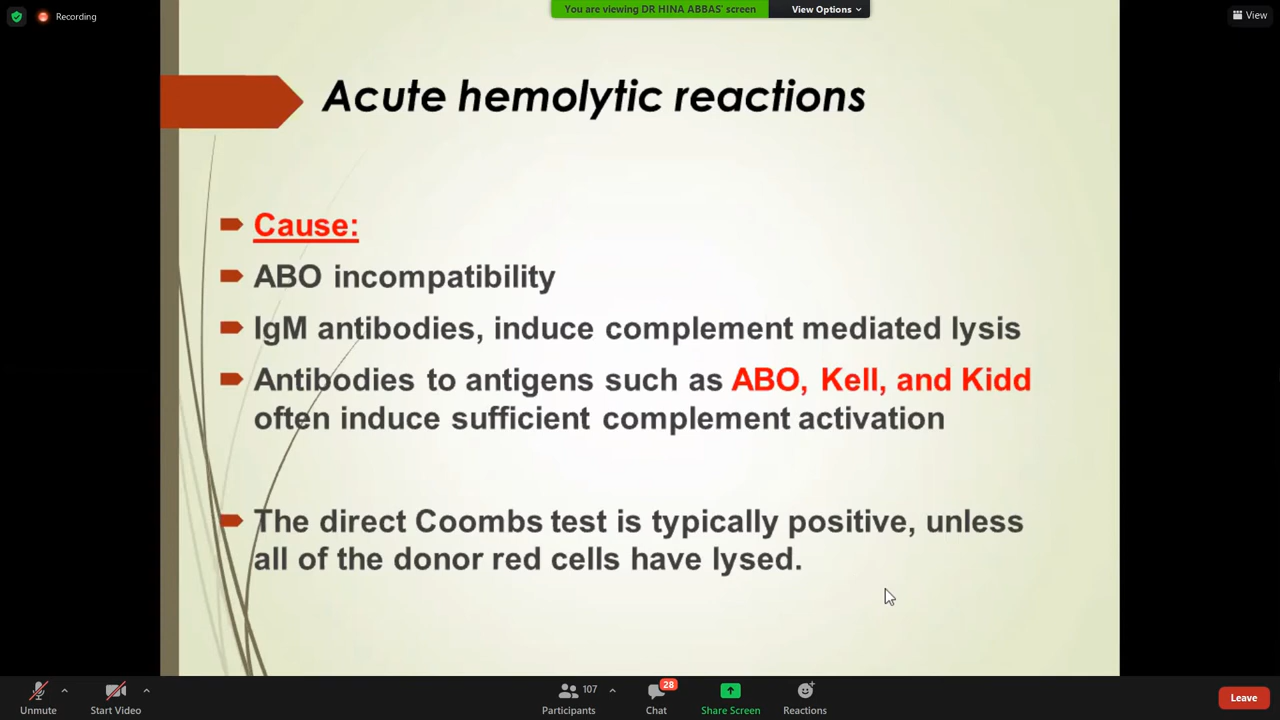 Recording
You are viewing DR HINA ABBAS' screen
View Options
View
Acute hemolytic reactions
Cause:
ABO incompatibility
IgM antibodies, induce complement mediated lysis
Antibodies to antigens such as ABO, Kell, and Kidd
often induce sufficient complement activation
The direct Coombs test is typically positive, unless
all of the donor red cells have lysed.
Unmute
Start Video
107
Participants
28
Chat
Share Screen
Reactions
Leave